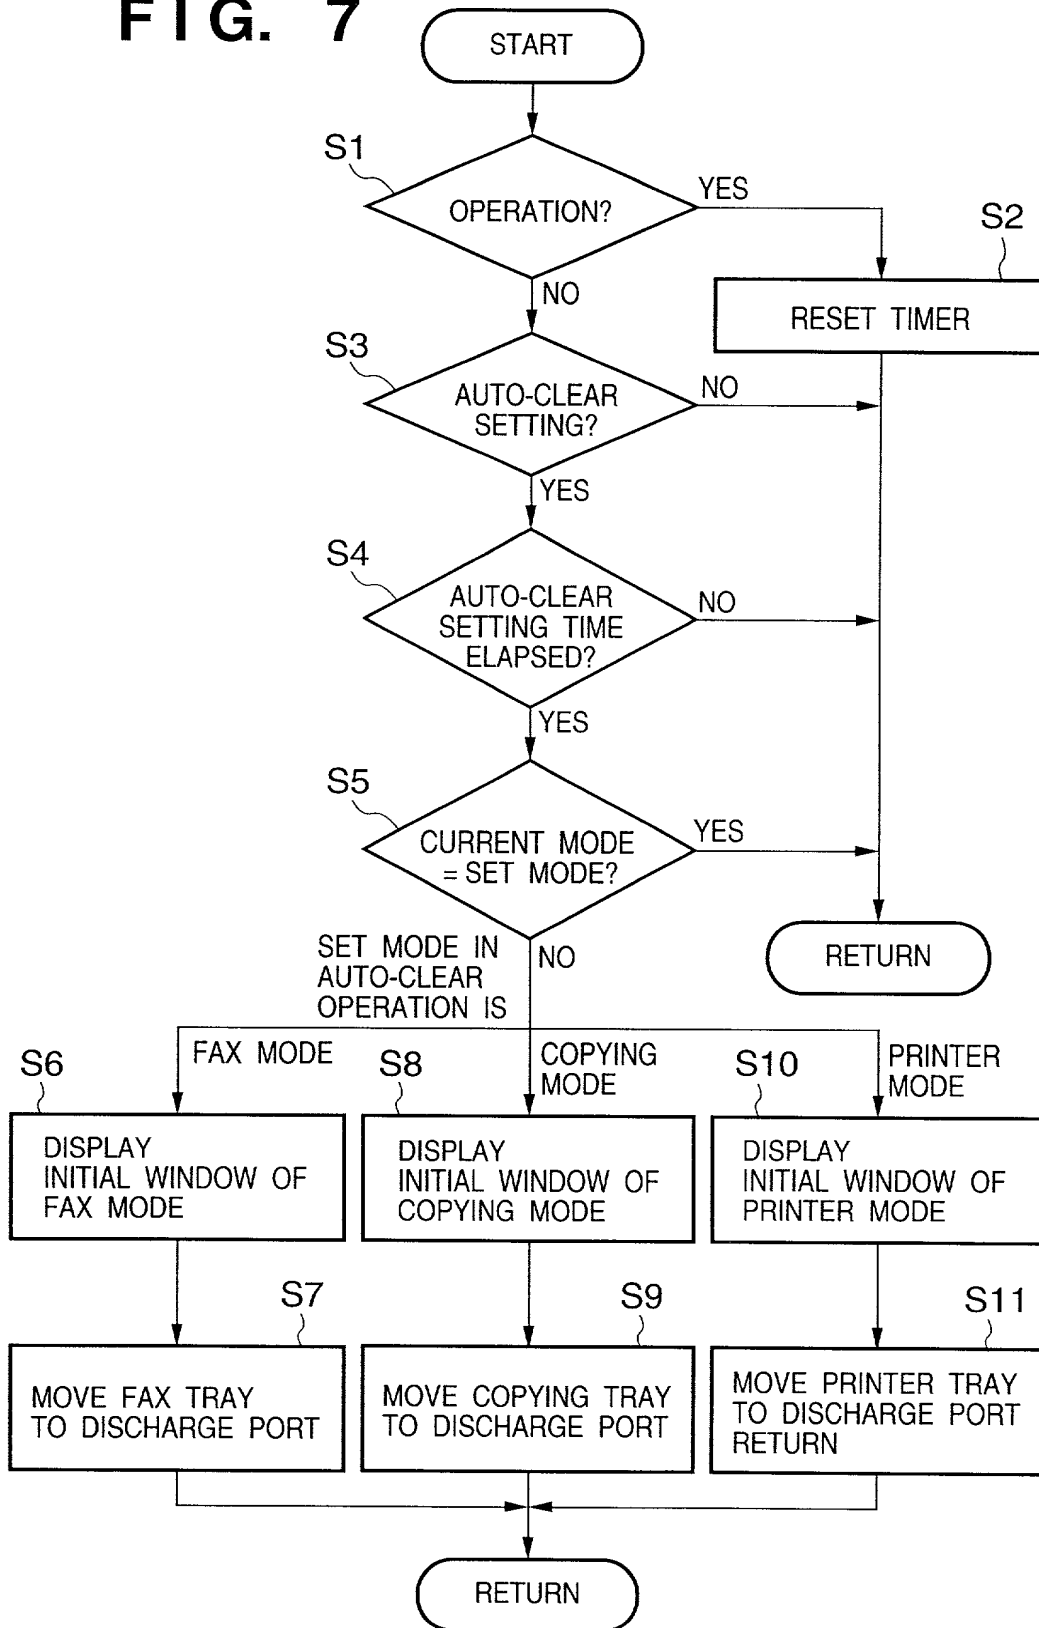 FIG. 7
START
S1
OPERATION?
YES
NO
S2
RESET TIMER
S3
AUTO-CLEAR
SETTING?
NO
YES
S4
AUTO-CLEAR
SETTING TIME
ELAPSED?
NO
YES
S5
CURRENT MODE
= SET MODE?
YES
NO
RETURN
SET MODE IN
AUTO-CLEAR
OPERATION IS
S6
FAX MODE
DISPLAY
INITIAL WINDOW OF
FAX MODE
S8
COPYING
MODE
DISPLAY
INITIAL WINDOW OF
COPYING MODE
S10
PRINTER
MODE
DISPLAY
INITIAL WINDOW OF
PRINTER MODE
S7
MOVE FAX TRAY
TO DISCHARGE PORT
S9
MOVE COPYING TRAY
TO DISCHARGE PORT
S11
MOVE PRINTER TRAY
TO DISCHARGE PORT
RETURN
RETURN